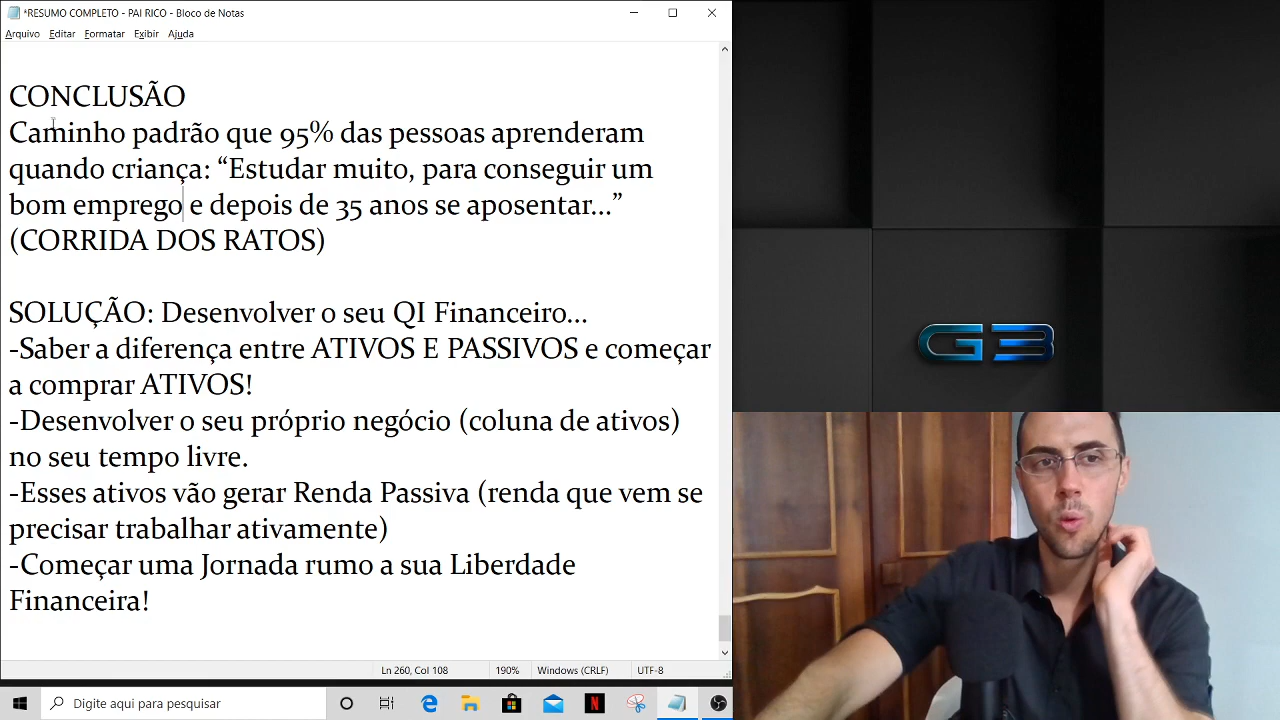 *RESUMO COMPLETO - PAI RICO - Bloco de Notas
Arquivo Editar Formatar Exibir Ajuda
CONCLUSÃO
Caminho padrão que 95% das pessoas aprenderam
quando criança: “Estudar muito, para conseguir um
bom emprego e depois de 35 anos se aposentar...”
(CORRIDA DOS RATOS)
SOLUÇÃO: Desenvolver o seu QI Financeiro...
-Saber a diferença entre ATIVOS E PASSIVOS e começar
a comprar ATIVOS!
-Desenvolver o seu próprio negócio (coluna de ativos)
no seu tempo livre.
-Esses ativos vão gerar Renda Passiva (renda que vem se
precisar trabalhar ativamente)
-Começar uma Jornada rumo a sua Liberdade
Financeira!
Ln 260, Col 108 190% Windows (CRLF) UTF-8
Digite aqui para pesquisar
N
G3